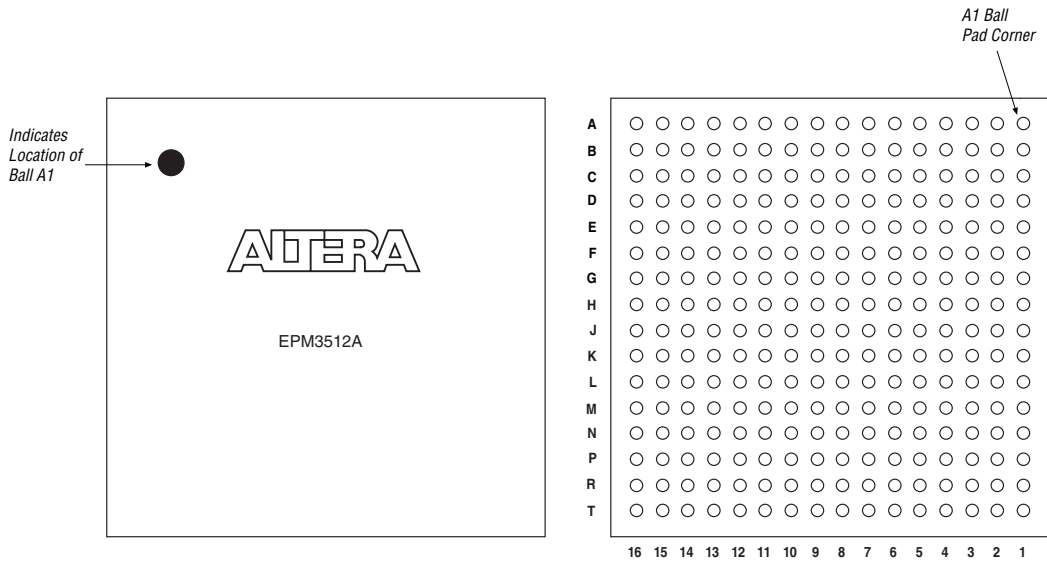 A1 Ball
Pad Corner
Indicates
Location of
Ball A1
ALTERA
EPM3512A
A
B
C
D
E
F
G
H
J
K
L
M
N
P
R
T
16 15 14 13 12 11 10 9 8 7 6 5 4 3 2 1